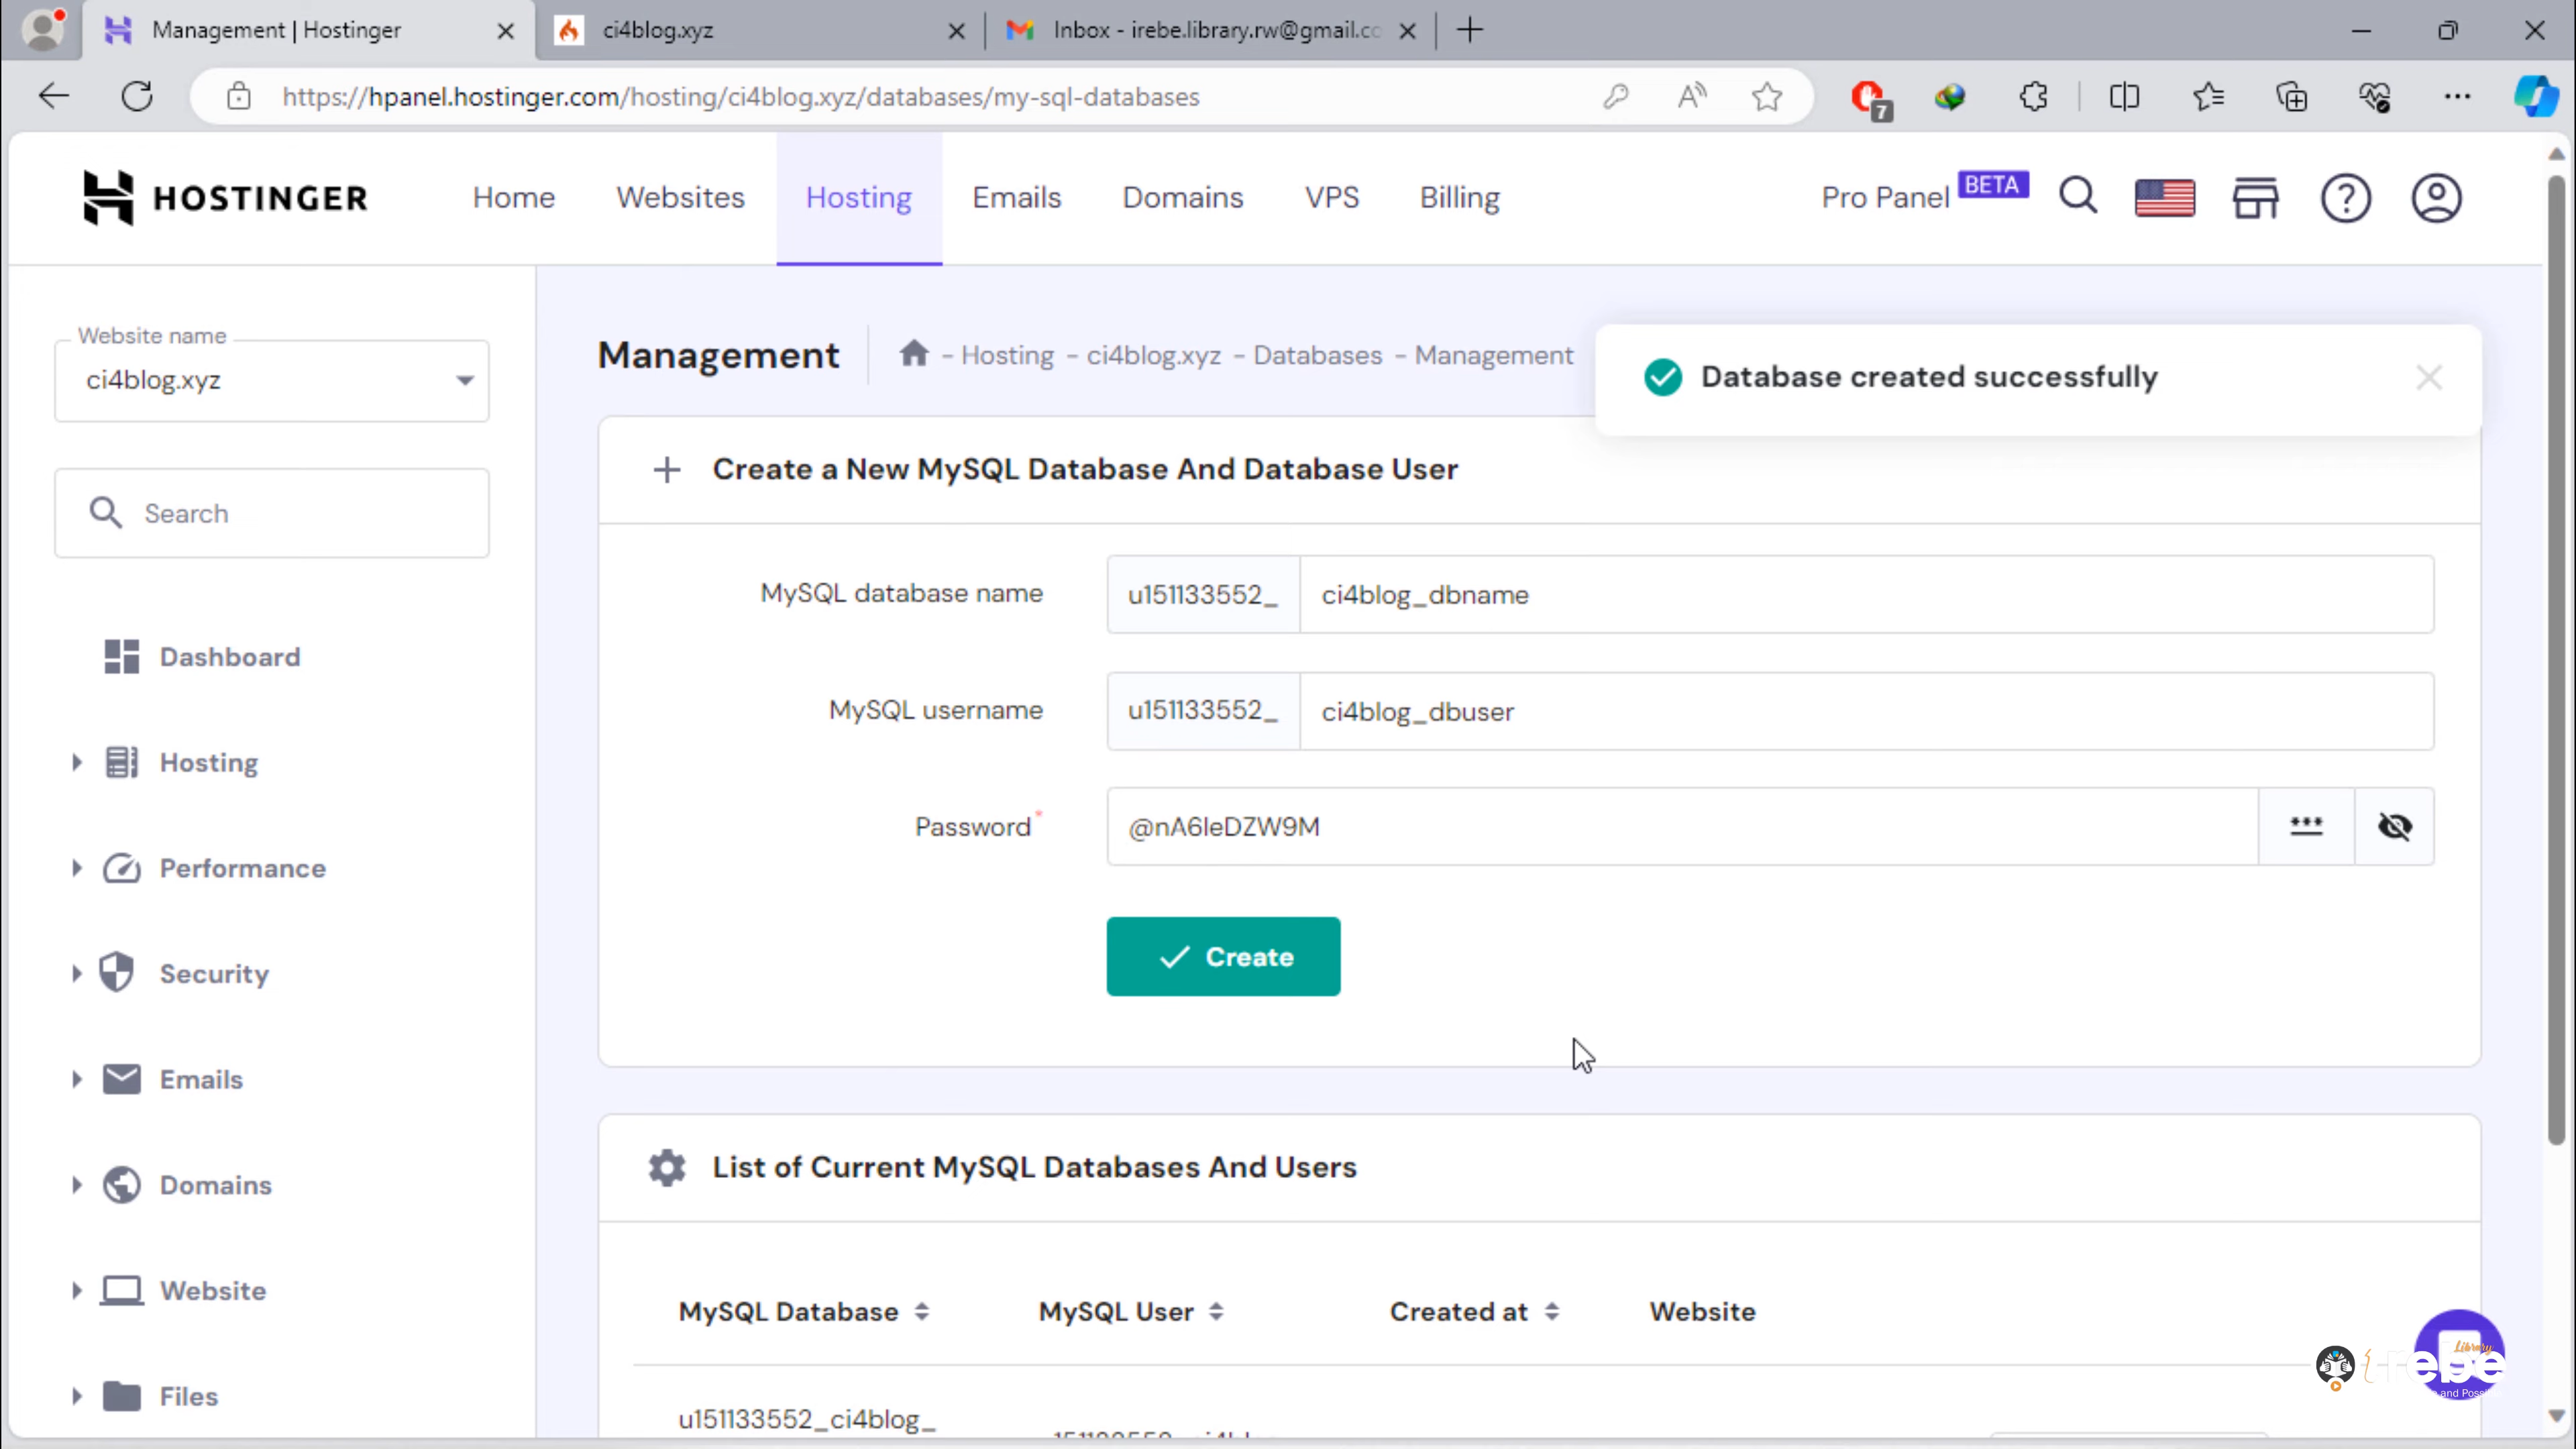 Management | Hostinger
ci4blog.xyz
Inbox - irebe.library.rw@gmail.cc
https://hpanel.hostinger.com/hosting/ci4blog.xyz/databases/my-sql-databases
7
HOSTINGER
Home
Websites
Hosting
Emails
Domains
VPS
Billing
Pro Panel
BETA
Website name
ci4blog.xyz
Search
Dashboard
Hosting
Performance
Security
Emails
Domains
Website
Files
Management
- Hosting - ci4blog.xyz - Databases - Management
Database created successfully
Create a New MySQL Database And Database User
MySQL database name
u151133552_
ci4blog_dbname
MySQL username
u151133552_
ci4blog_dbuser
Password*
@nA6IeDZW9M
Create
List of Current MySQL Databases And Users
MySQL Database
MySQL User
Created at
Website
u151133552_ci4blog_
Library